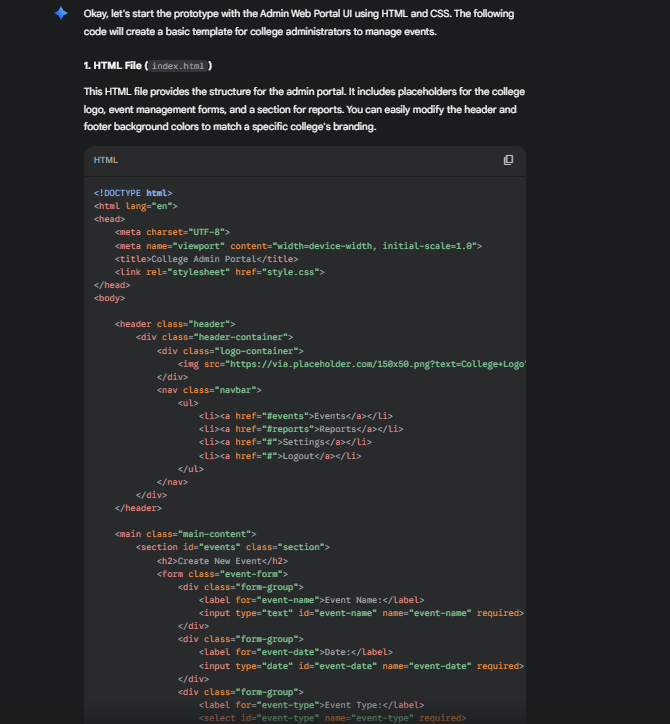 Okay, let's start the prototype with the Admin Web Portal UI using HTML and CSS. The following
code will create a basic template for college administrators to manage events.
1. HTML File (index.html)
This HTML file provides the structure for the admin portal. It includes placeholders for the college
logo, event management forms, and a section for reports. You can easily modify the header and
footer background colors to match a specific college's branding.
HTML
<!DOCTYPE html>
<html lang="en">
<head>
    <meta charset="UTF-8">
    <meta name="viewport" content="width=device-width, initial-scale=1.0">
    <title>College Admin Portal</title>
    <link rel="stylesheet" href="style.css">
</head>
<body>
    <header class="header">
        <div class="header-container">
            <div class="logo-container">
                <img src="https://via.placeholder.com/150x50.png?text=College+Logo"
            </div>
            <nav class="navbar">
                <ul>
                    <li><a href="#events">Events</a></li>
                    <li><a href="#reports">Reports</a></li>
                    <li><a href="#">Settings</a></li>
                    <li><a href="#">Logout</a></li>
                </ul>
            </nav>
        </div>
    </header>
    <main class="main-content">
        <section id="events" class="section">
            <h2>Create New Event</h2>
            <form class="event-form">
                <div class="form-group">
                    <label for="event-name">Event Name:</label>
                    <input type="text" id="event-name" name="event-name" required>
                </div>
                <div class="form-group">
                    <label for="event-date">Date:</label>
                    <input type="date" id="event-date" name="event-date" required>
                </div>
                <div class="form-group">
                    <label for="event-type">Event Type:</label>
                    <select id="event-type" name="event-type" required>